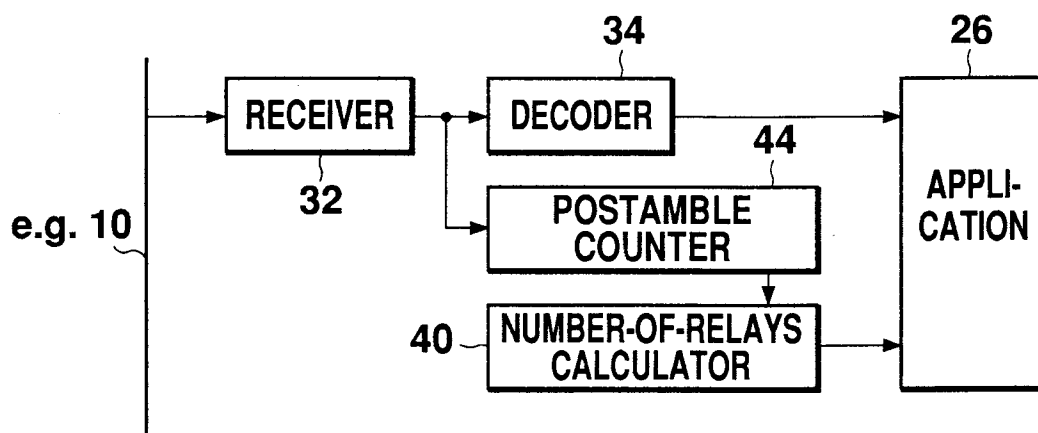 34
26
RECEIVER
DECODER
32
44
e.g. 10
POSTAMBLE
COUNTER
APPLI-
CATION
40
NUMBER-OF-RELAYS
CALCULATOR